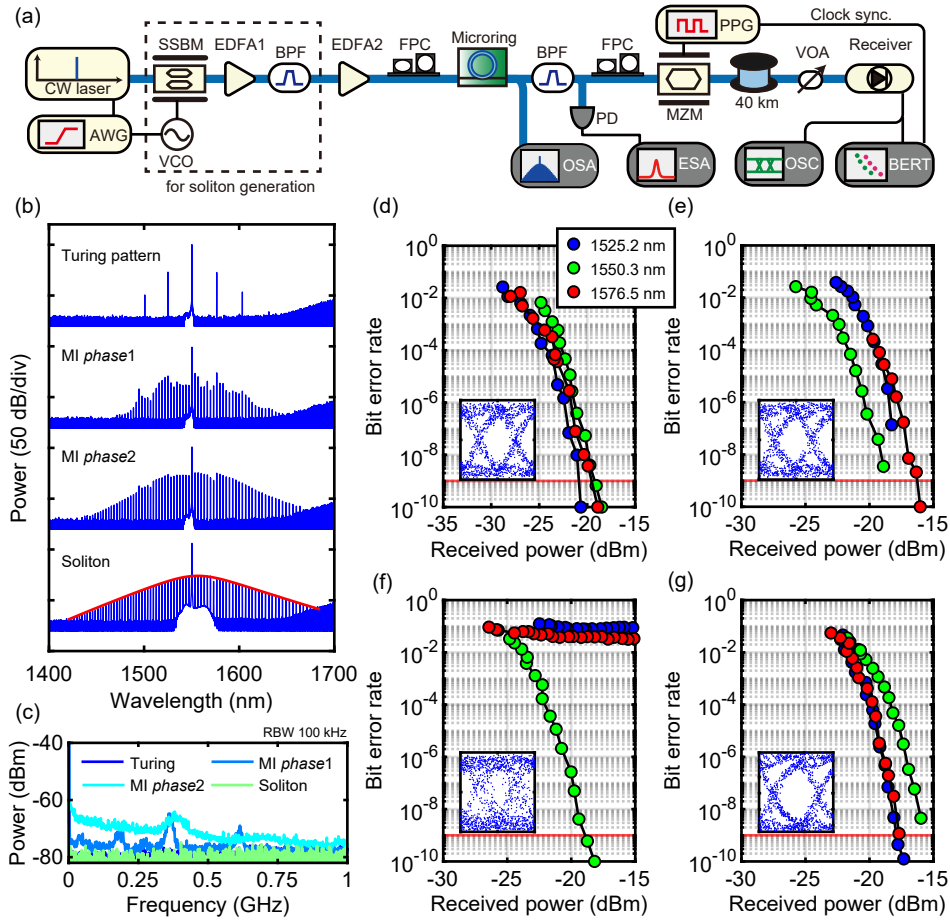 (a)
CW laser
AWG
SSBM
VCO
EDFA1
BPF
for soliton generation
EDFA2
FPC
Microring
BPF
FPC
PPG
Clock sync.
MZM
40 km
VOA
Receiver
PD
OSA
ESA
OSC
BERT
(b)
Power (50 dB/div)
Turing pattern
MI phase1
MI phase2
Soliton
1400 1500 1600 1700
Wavelength (nm)
(c)
RBW 100 kHz
Power (dBm)
-40
-60
-80
Turing
MI phase1
MI phase2
Soliton
0 0.25 0.5 0.75 1
Frequency (GHz)
(d)
1525.2 nm
1550.3 nm
1576.5 nm
Bit error rate
10^0
10^-2
10^-4
10^-6
10^-8
10^-10
-35 -30 -25 -20 -15
Received power (dBm)
(e)
Bit error rate
10^0
10^-2
10^-4
10^-6
10^-8
10^-10
-30 -25 -20 -15
Received power (dBm)
(f)
Bit error rate
10^0
10^-2
10^-4
10^-6
10^-8
10^-10
-30 -25 -20 -15
Received power (dBm)
(g)
Bit error rate
10^0
10^-2
10^-4
10^-6
10^-8
10^-10
-30 -25 -20 -15
Received power (dBm)